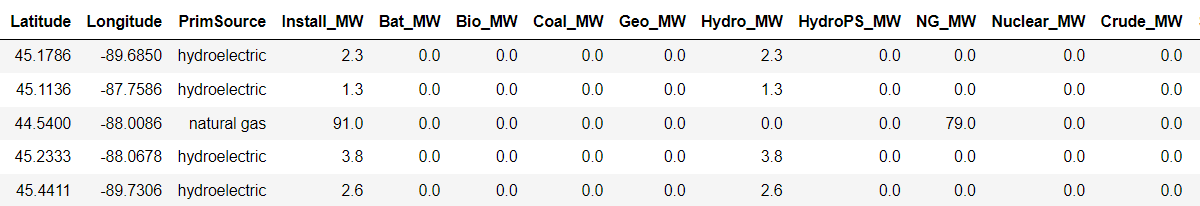 Latitude Longitude PrimSource Install_MW Bat_MW Bio_MW Coal_MW Geo_MW Hydro_MW HydroPS_MW NG_MW Nuclear_MW Crude_MW
45.1786 -89.6850 hydroelectric 2.3 0.0 0.0 0.0 0.0 2.3 0.0 0.0 0.0 0.0
45.1136 -87.7586 hydroelectric 1.3 0.0 0.0 0.0 0.0 1.3 0.0 0.0 0.0 0.0
44.5400 -88.0086 natural gas 91.0 0.0 0.0 0.0 0.0 0.0 0.0 79.0 0.0 0.0
45.2333 -88.0678 hydroelectric 3.8 0.0 0.0 0.0 0.0 3.8 0.0 0.0 0.0 0.0
45.4411 -89.7306 hydroelectric 2.6 0.0 0.0 0.0 0.0 2.6 0.0 0.0 0.0 0.0